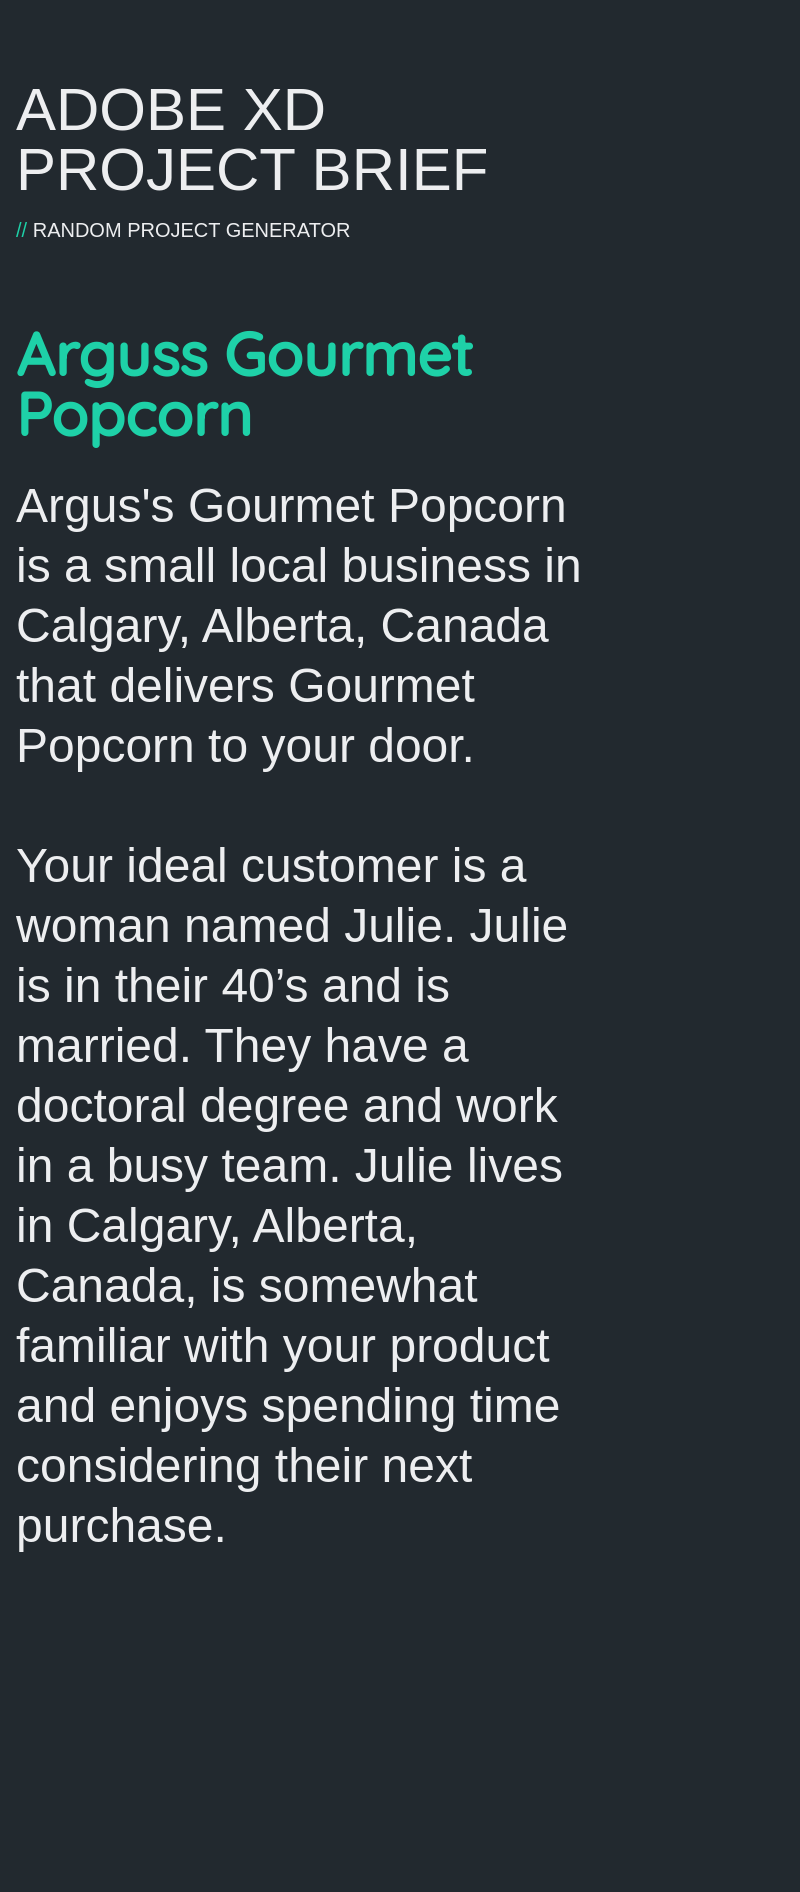 ADOBE XD
PROJECT BRIEF
// RANDOM PROJECT GENERATOR
Arguss Gourmet
Popcorn
Argus's Gourmet Popcorn
is a small local business in
Calgary, Alberta, Canada
that delivers Gourmet
Popcorn to your door.
Your ideal customer is a
woman named Julie. Julie
is in their 40’s and is
married. They have a
doctoral degree and work
in a busy team. Julie lives
in Calgary, Alberta,
Canada, is somewhat
familiar with your product
and enjoys spending time
considering their next
purchase.